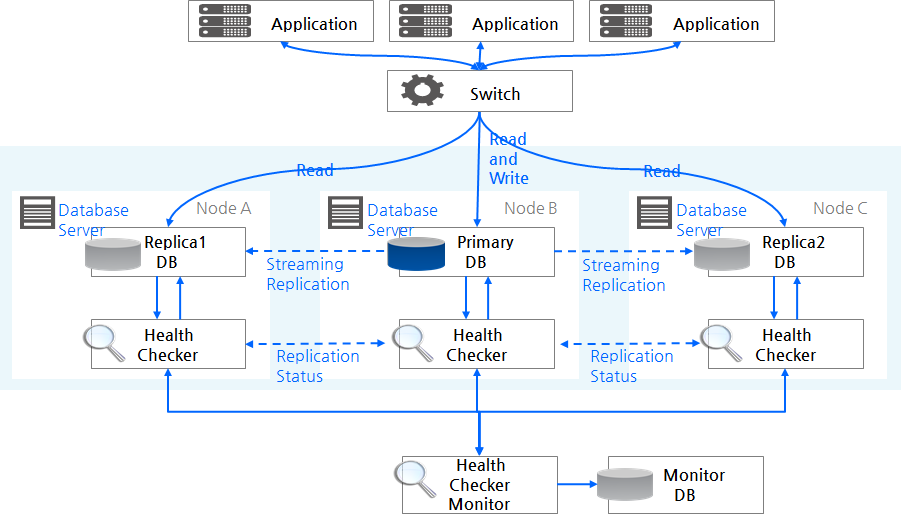 Application
Application
Application
Switch
Read
Read
and
Write
Read
Database
Server
Node A
Database
Server
Node B
Database
Server
Node C
Replica1
DB
Primary
DB
Replica2
DB
Streaming
Replication
Streaming
Replication
Health
Checker
Health
Checker
Health
Checker
Replication
Status
Replication
Status
Health
Checker
Monitor
Monitor
DB